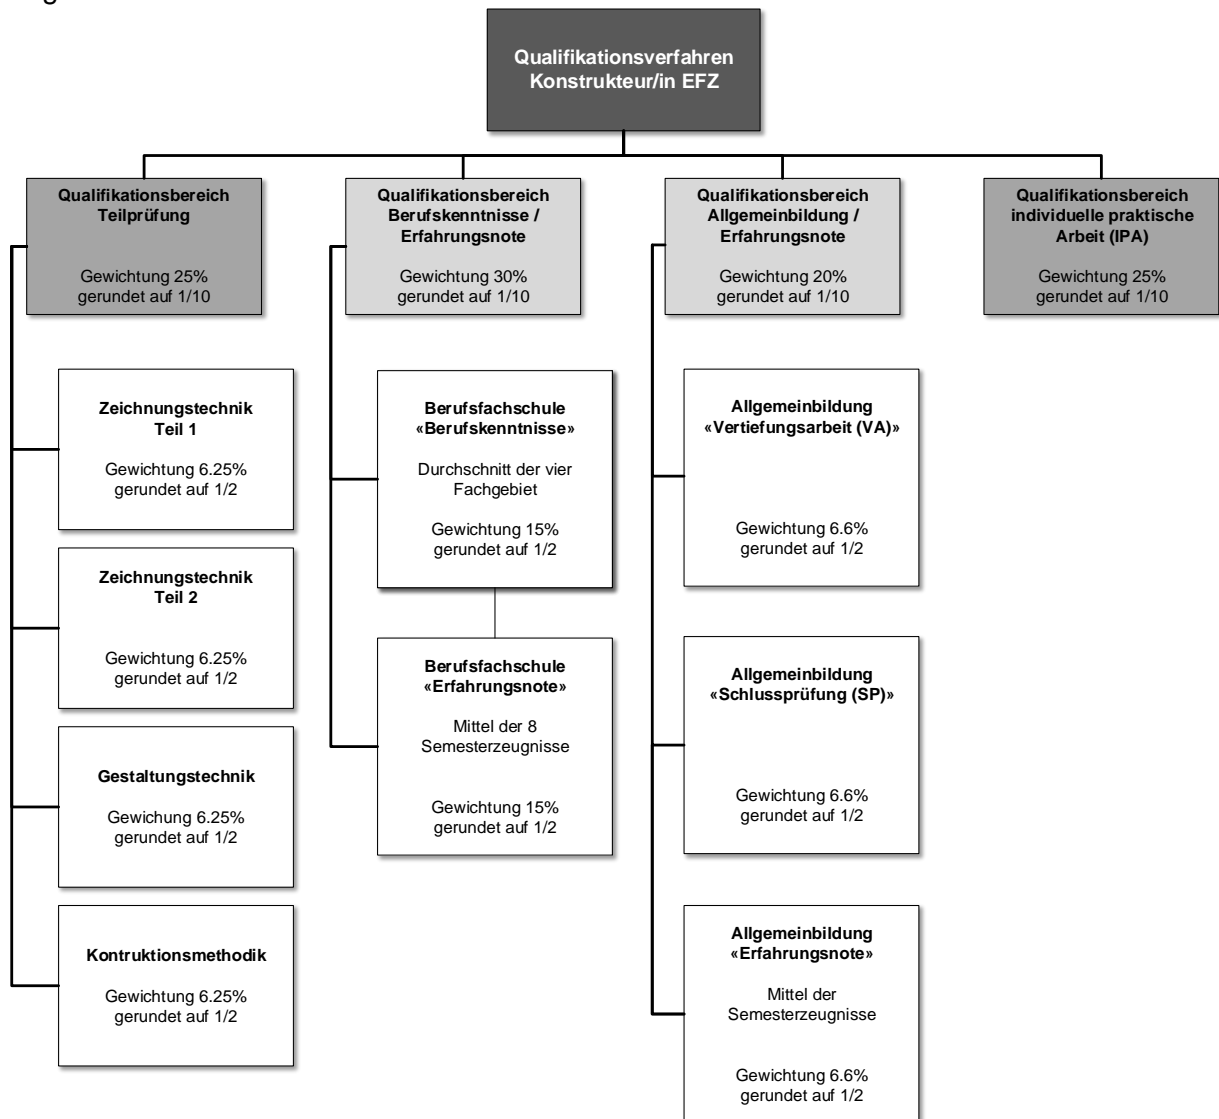 Qualifikationsverfahren
Konstrukteur/in EFZ
Qualifikationsbereich
Teilprüfung
Gewichtung 25%
gerundet auf 1/10
Zeichnungstechnik
Teil 1
Gewichtung 6.25%
gerundet auf 1/2
Zeichnungstechnik
Teil 2
Gewichtung 6.25%
gerundet auf 1/2
Gestaltungstechnik
Gewichung 6.25%
gerundet auf 1/2
Kontruktionsmethodik
Gewichtung 6.25%
gerundet auf 1/2
Qualifikationsbereich
Berufskenntnisse /
Erfahrungsnote
Gewichtung 30%
gerundet auf 1/10
Berufsfachschule
«Berufskenntnisse»
Durchschnitt der vier
Fachgebiet
Gewichtung 15%
gerundet auf 1/2
Berufsfachschule
«Erfahrungsnote»
Mittel der 8
Semesterzeugnisse
Gewichtung 15%
gerundet auf 1/2
Qualifikationsbereich
Allgemeinbildung /
Erfahrungsnote
Gewichtung 20%
gerundet auf 1/10
Allgemeinbildung
«Vertiefungsarbeit (VA)»
Gewichtung 6.6%
gerundet auf 1/2
Allgemeinbildung
«Schlussprüfung (SP)»
Gewichtung 6.6%
gerundet auf 1/2
Allgemeinbildung
«Erfahrungsnote»
Mittel der
Semesterzeugnisse
Gewichtung 6.6%
gerundet auf 1/2
Qualifikationsbereich
individuelle praktische
Arbeit (IPA)
Gewichtung 25%
gerundet auf 1/10